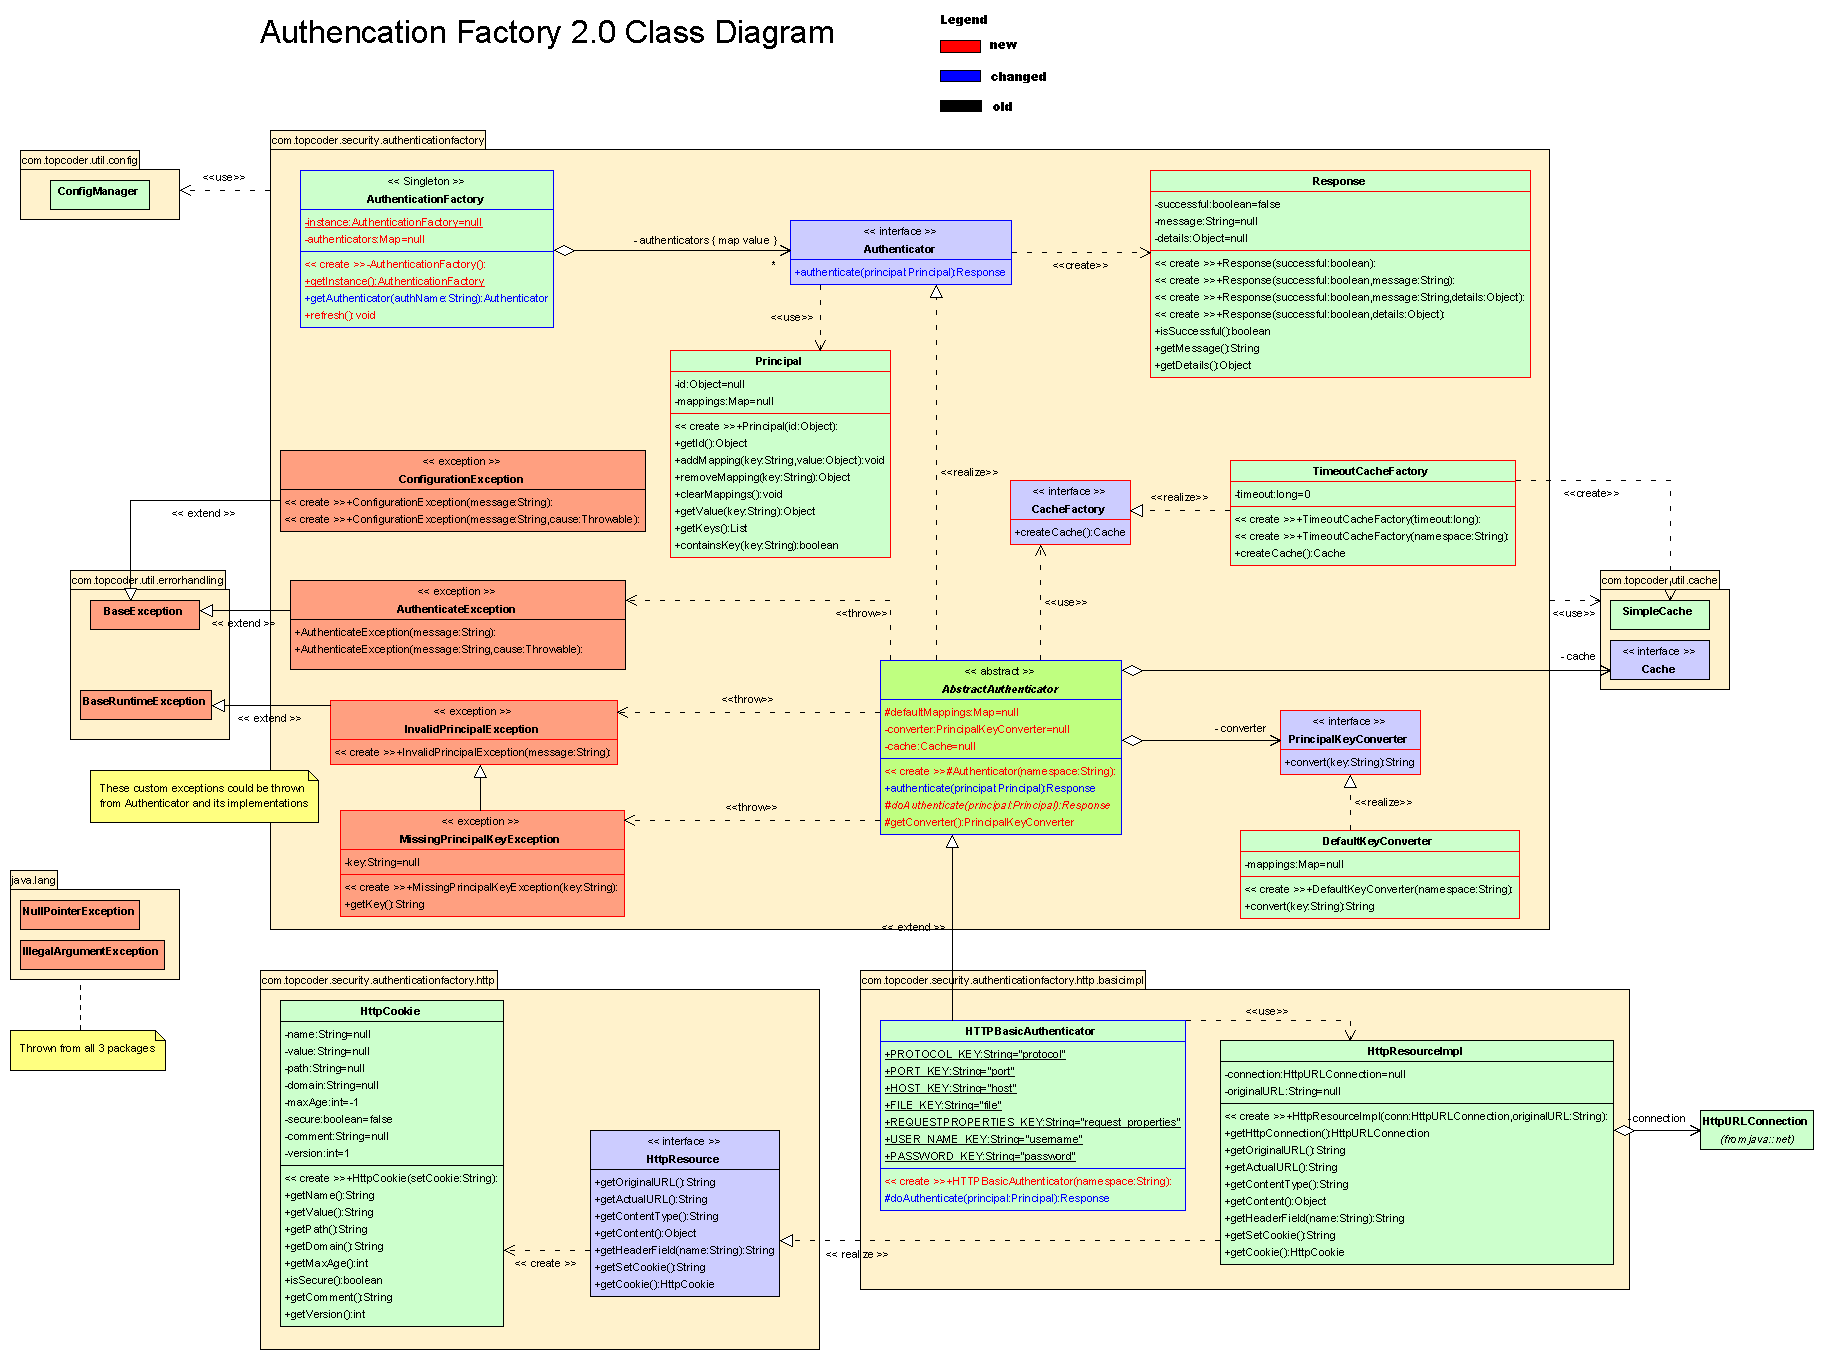 Authencation Factory 2.0 Class Diagram
Legend
new
changed
old
com.topcoder.util.config
ConfigManager
<<use>>
com.topcoder.security.authenticationfactory
<< Singleton >>
AuthenticationFactory
-instance:AuthenticationFactory=null
-authenticators:Map=null
<< create >>-AuthenticationFactory():
+getInstance():AuthenticationFactory
+getAuthenticator(authName:String):Authenticator
+refresh():void
- authenticators { map value }
*
<< interface >>
Authenticator
+authenticate(principal:Principal):Response
<<create>>
<<use>>
Response
-successful:boolean=false
-message:String=null
-details:Object=null
<< create >>+Response(successful:boolean):
<< create >>+Response(successful:boolean,message:String):
<< create >>+Response(successful:boolean,message:String,details:Object):
<< create >>+Response(successful:boolean,details:Object):
+isSuccessful():boolean
+getMessage():String
+getDetails():Object
Principal
-id:Object=null
-mappings:Map=null
<< create >>+Principal(id:Object):
+getId():Object
+addMapping(key:String,value:Object):void
+removeMapping(key:String):Object
+clearMappings():void
+getValue(key:String):Object
+getKeys():List
+containsKey(key:String):boolean
<< exception >>
ConfigurationException
<< create >>+ConfigurationException(message:String):
<< create >>+ConfigurationException(message:String,cause:Throwable):
<< extend >>
<<realize>>
<< interface >>
CacheFactory
+createCache():Cache
<<realize>>
TimeoutCacheFactory
-timeout:long=0
<< create >>+TimeoutCacheFactory(timeout:long):
<< create >>+TimeoutCacheFactory(namespace:String):
+createCache():Cache
<<create>>
com.topcoder.util.errorhandling
BaseException
BaseRuntimeException
<< extend >>
<< extend >>
<< exception >>
AuthenticateException
+AuthenticateException(message:String):
+AuthenticateException(message:String,cause:Throwable):
<<throw>>
<<use>>
<<use>>
com.topcoder.util.cache
SimpleCache
<< interface >>
Cache
- cache
<< abstract >>
AbstractAuthenticator
#defaultMappings:Map=null
-converter:PrincipalKeyConverter=null
-cache:Cache=null
<< create >>#Authenticator(namespace:String):
+authenticate(principal:Principal):Response
#doAuthenticate(principal:Principal):Response
#getConverter():PrincipalKeyConverter
<<throw>>
<< exception >>
InvalidPrincipalException
<< create >>+InvalidPrincipalException(message:String):
- converter
<< interface >>
PrincipalKeyConverter
+convert(key:String):String
<<realize>>
These custom exceptions could be thrown
from Authenticator and its implementations
<<throw>>
<< exception >>
MissingPrincipalKeyException
-key:String=null
<< create >>+MissingPrincipalKeyException(key:String):
+getKey():String
DefaultKeyConverter
-mappings:Map=null
<< create >>+DefaultKeyConverter(namespace:String):
+convert(key:String):String
java.lang
NullPointerException
IllegalArgumentException
Thrown from all 3 packages
<< extend >>
com.topcoder.security.authenticationfactory.http
HttpCookie
-name:String=null
-value:String=null
-path:String=null
-domain:String=null
-maxAge:int=-1
-secure:boolean=false
-comment:String=null
-version:int=1
<< create >>+HttpCookie(setCookie:String):
+getName():String
+getValue():String
+getPath():String
+getDomain():String
+getMaxAge():int
+isSecure():boolean
+getComment():String
+getVersion():int
<< create >>
<< interface >>
HttpResource
+getOriginalURL():String
+getActualURL():String
+getContentType():String
+getContent():Object
+getHeaderField(name:String):String
+getSetCookie():String
+getCookie():HttpCookie
<< realize >>
com.topcoder.security.authenticationfactory.http.basicimpl
HTTPBasicAuthenticator
+PROTOCOL_KEY:String="protocol"
+PORT_KEY:String="port"
+HOST_KEY:String="host"
+FILE_KEY:String="file"
+REQUESTPROPERTIES_KEY:String="request_properties"
+USER_NAME_KEY:String="username"
+PASSWORD_KEY:String="password"
<< create >>+HTTPBasicAuthenticator(namespace:String):
#doAuthenticate(principal:Principal):Response
<<use>>
HttpResourceImpl
-connection:HttpURLConnection=null
-originalURL:String=null
<< create >>+HttpResourceImpl(conn:HttpURLConnection,originalURL:String):
+getHttpConnection():HttpURLConnection
+getOriginalURL():String
+getActualURL():String
+getContentType():String
+getContent():Object
+getHeaderField(name:String):String
+getSetCookie():String
+getCookie():HttpCookie
- connection
HttpURLConnection
(from java::net)